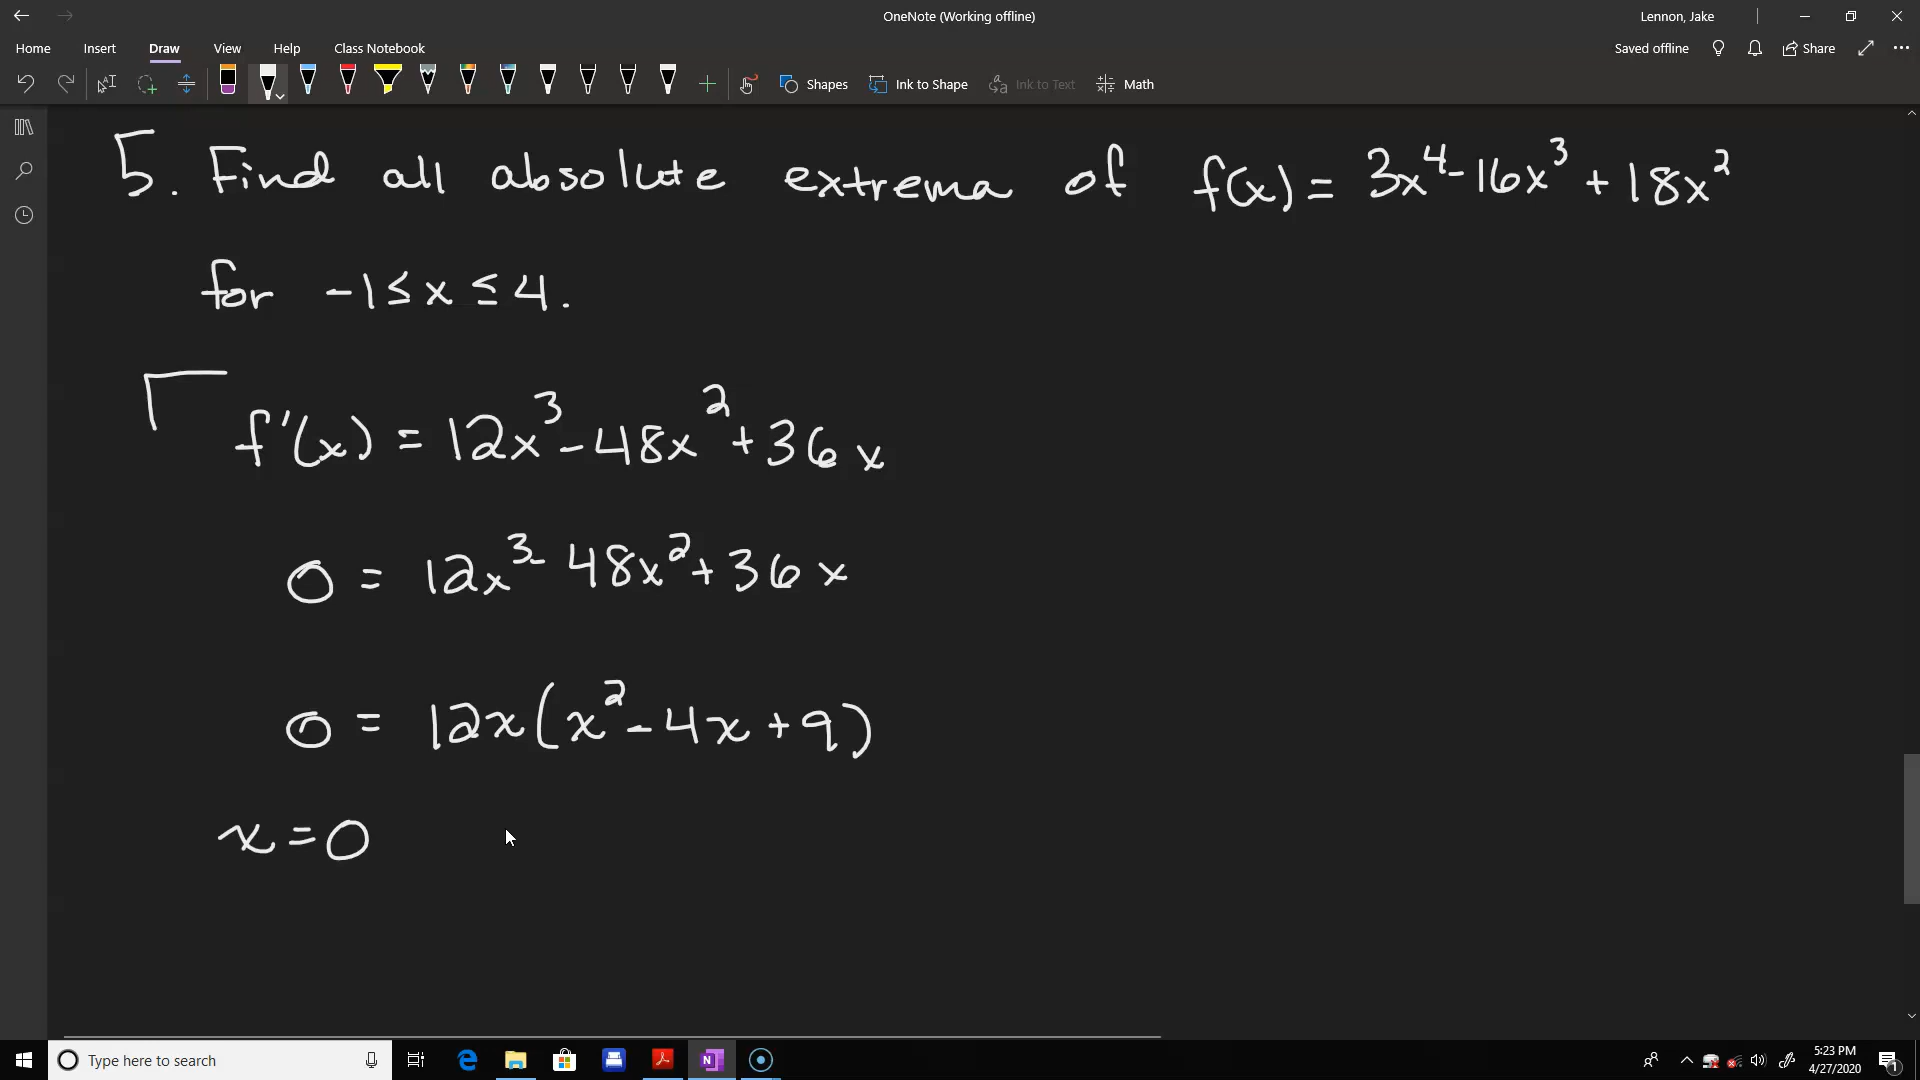 OneNote (Working offline)
Lennon, Jake
Home Insert Draw View Help Class Notebook
Saved offline Share
Shapes Ink to Shape Ink to Text Math
5. Find all absolute extrema of f(x) = 3x⁴ - 16x³ + 18x²
for -1 ≤ x ≤ 4.
f'(x) = 12x³ - 48x² + 36x
0 = 12x³ - 48x² + 36x
0 = 12x(x² - 4x + 9)
x = 0
Type here to search
5:23 PM
4/27/2020
1